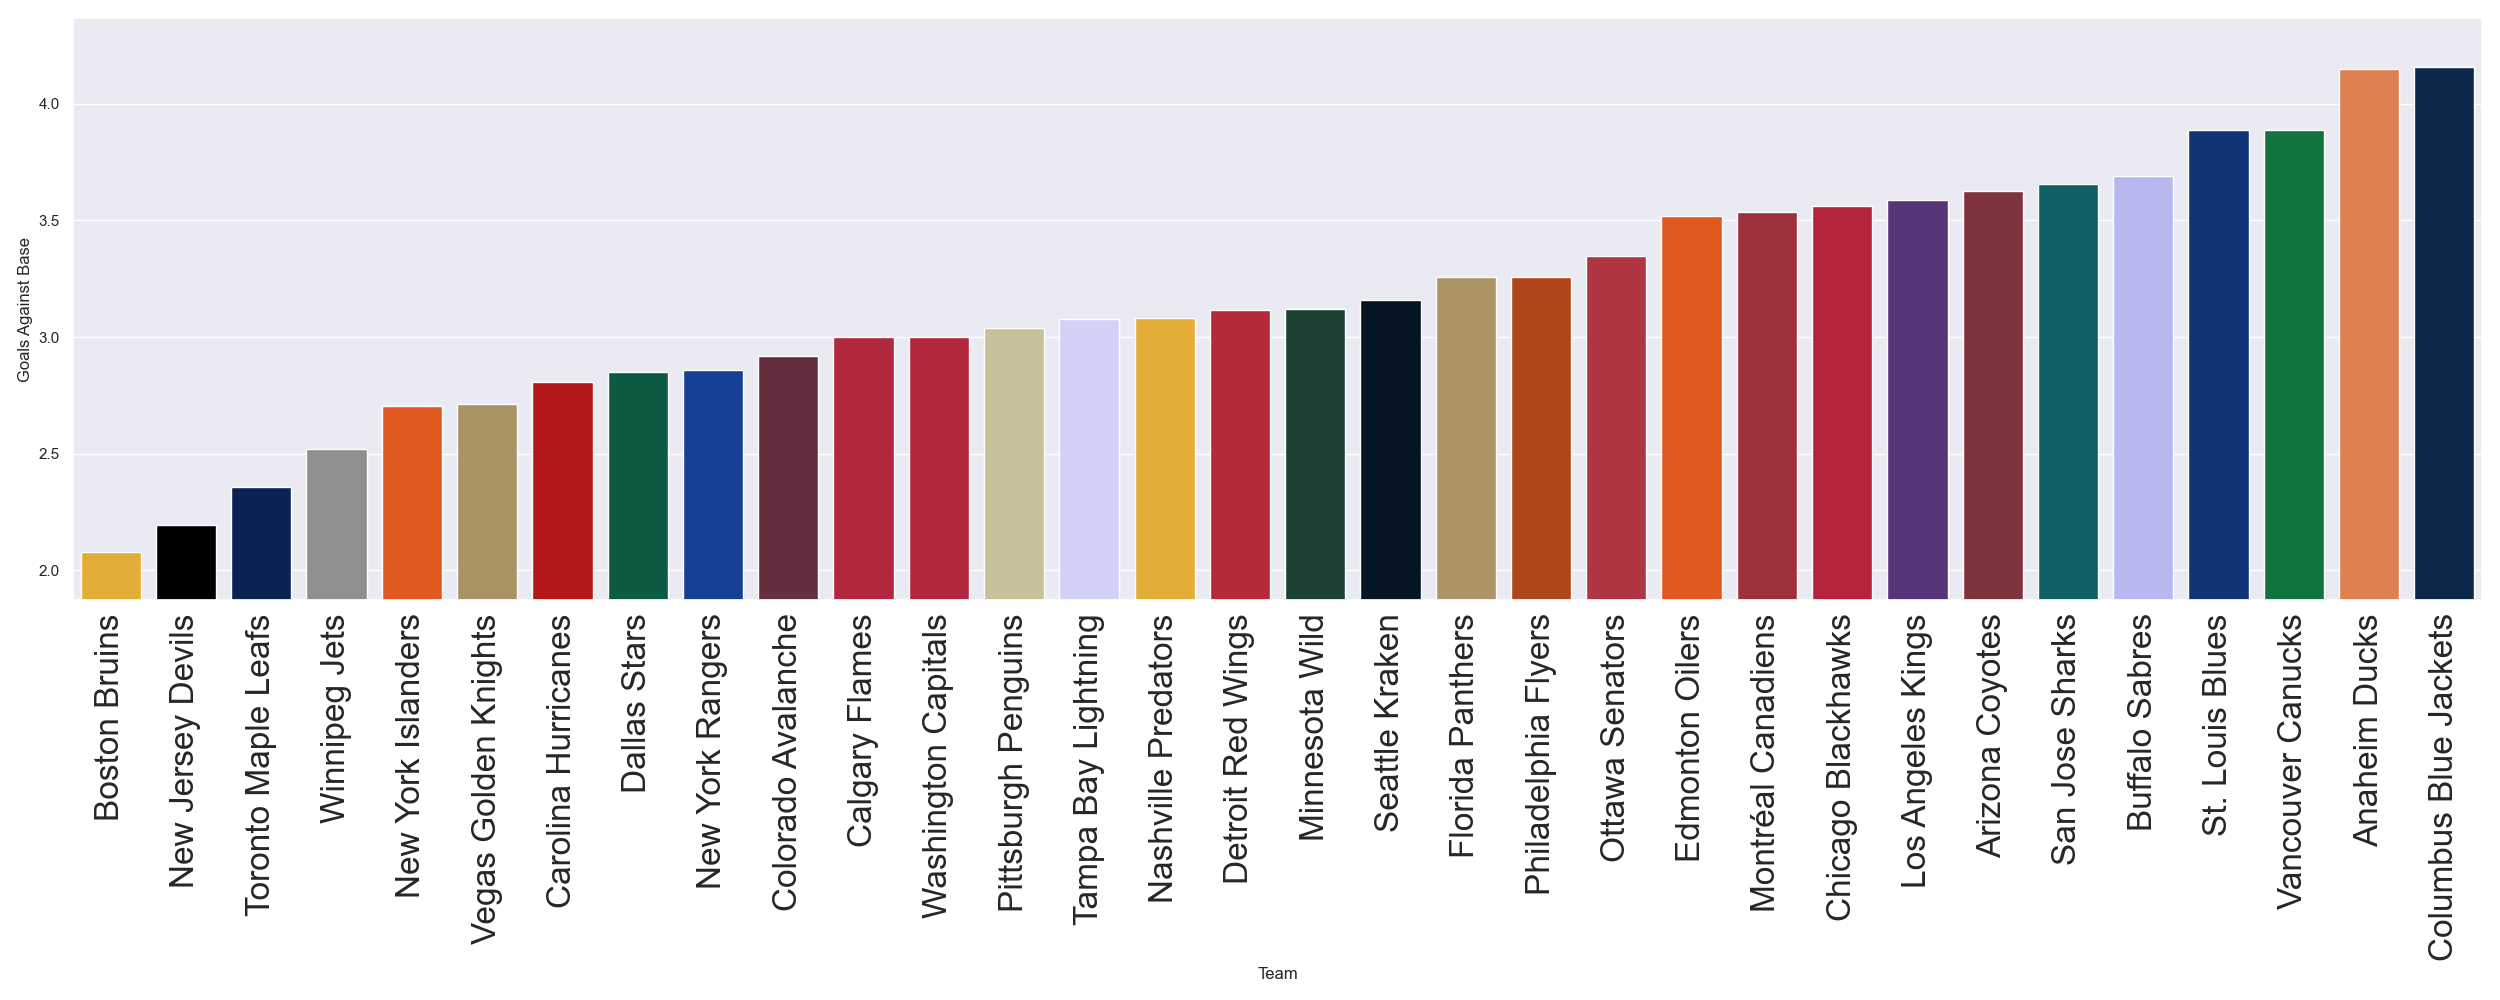 Goals Against Base
4.0
3.5
3.0
2.5
2.0
Boston Bruins
New Jersey Devils
Toronto Maple Leafs
Winnipeg Jets
New York Islanders
Vegas Golden Knights
Carolina Hurricanes
Dallas Stars
New York Rangers
Colorado Avalanche
Calgary Flames
Washington Capitals
Pittsburgh Penguins
Tampa Bay Lightning
Nashville Predators
Detroit Red Wings
Minnesota Wild
Seattle Kraken
Florida Panthers
Philadelphia Flyers
Ottawa Senators
Edmonton Oilers
Montréal Canadiens
Chicago Blackhawks
Los Angeles Kings
Arizona Coyotes
San Jose Sharks
Buffalo Sabres
St. Louis Blues
Vancouver Canucks
Anaheim Ducks
Columbus Blue Jackets
Team